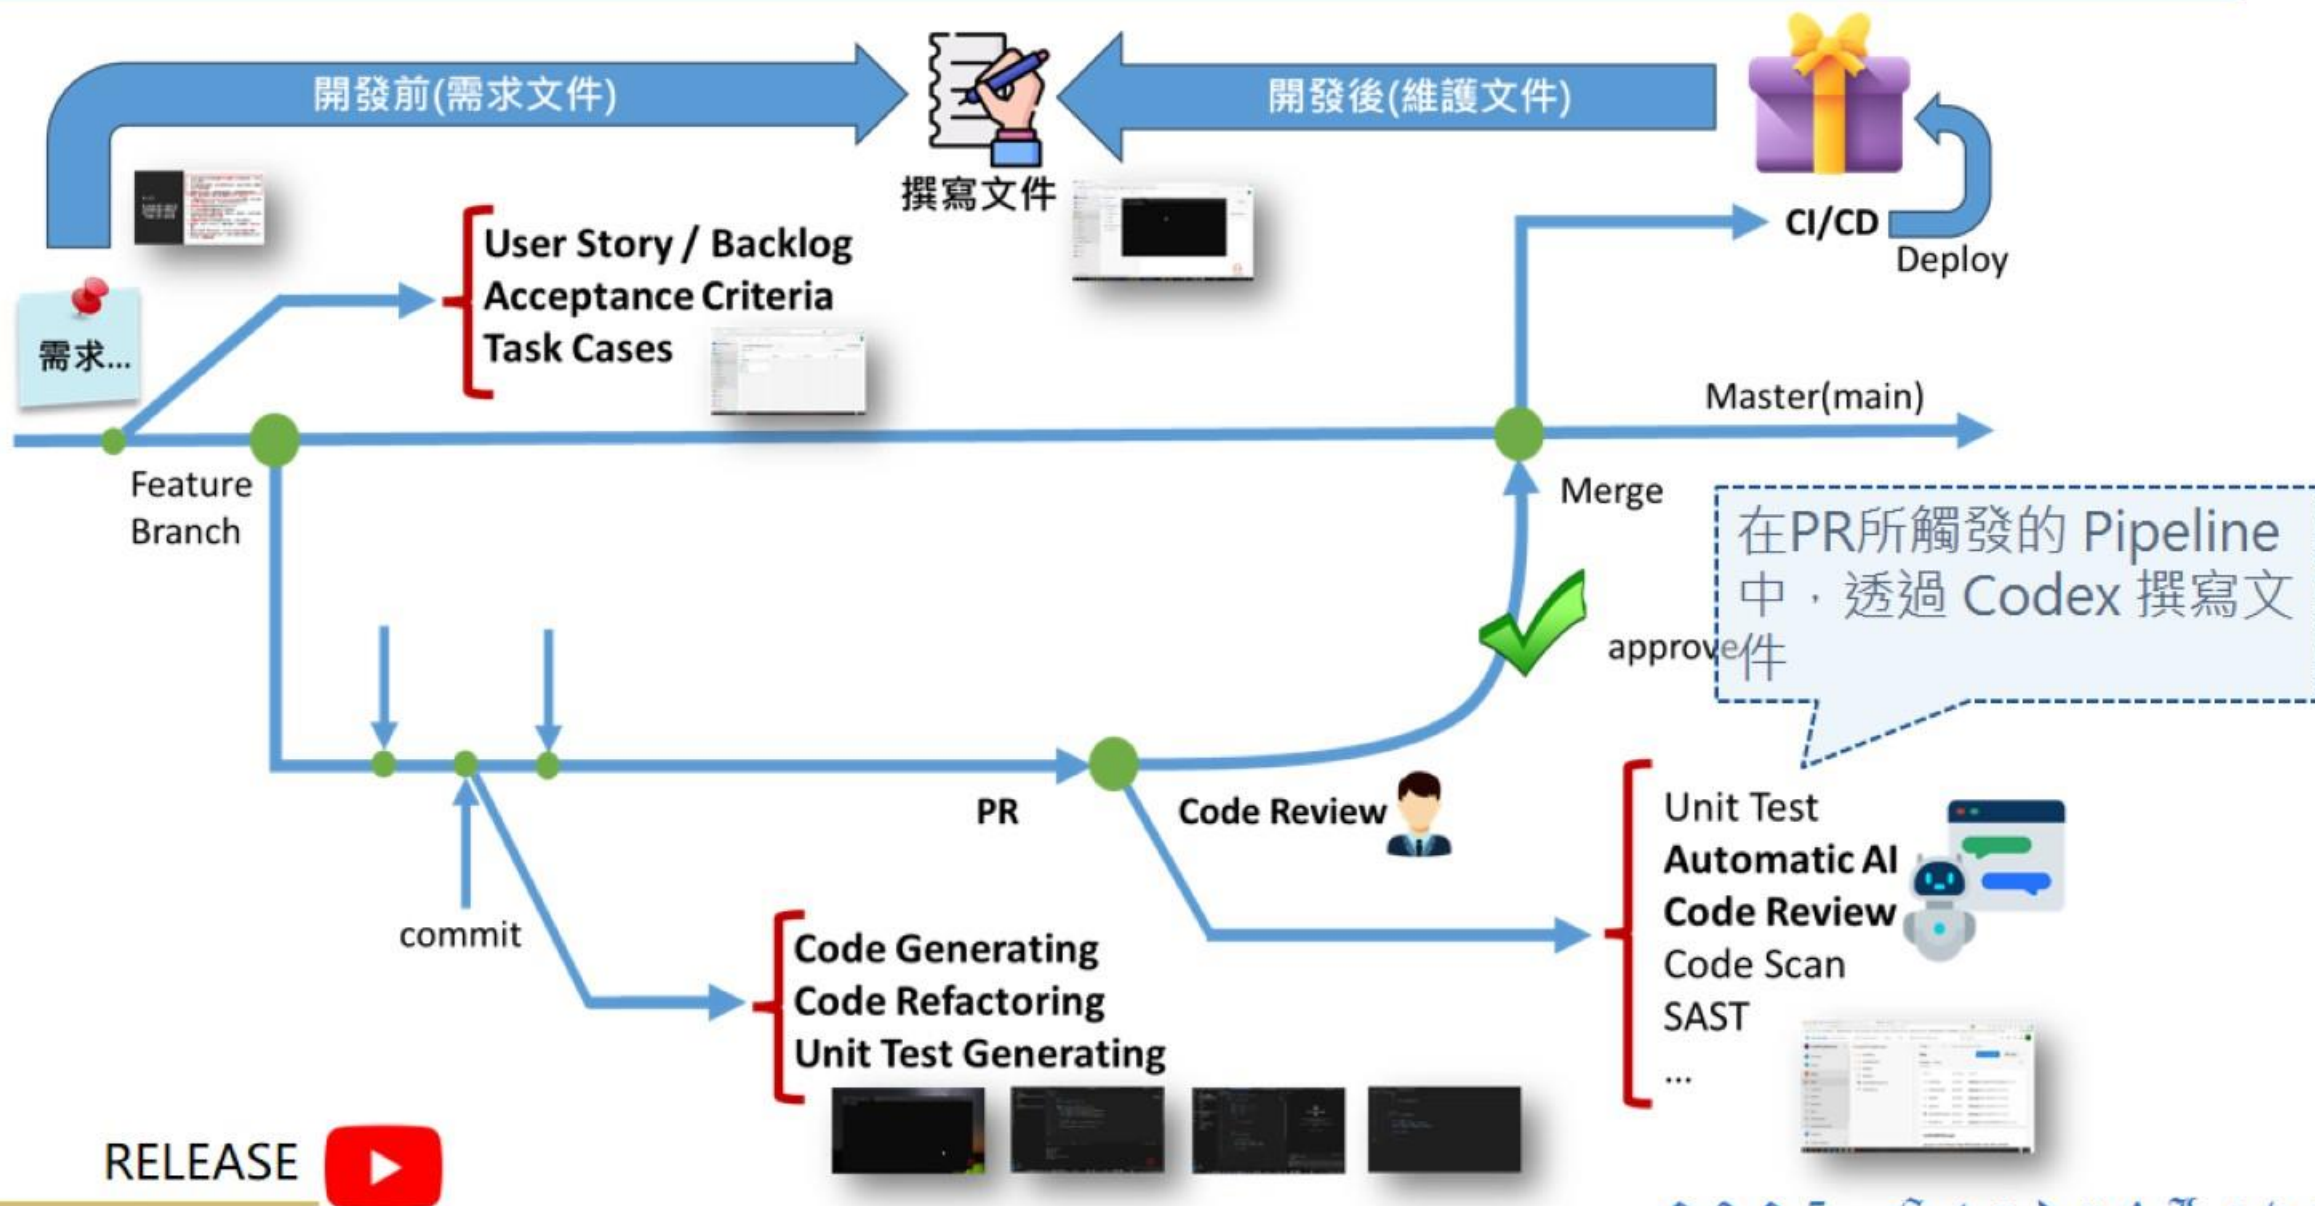 開發前(需求文件)
開發後(維護文件)
撰寫文件
CI/CD
Deploy
User Story / Backlog
Acceptance Criteria
Task Cases
需求...
Master(main)
Feature
Branch
Merge
在PR所觸發的 Pipeline
中，透過 Codex 撰寫文
件
approve
PR
Code Review
commit
Code Generating
Code Refactoring
Unit Test Generating
Unit Test
Automatic AI
Code Review
Code Scan
SAST
...
RELEASE